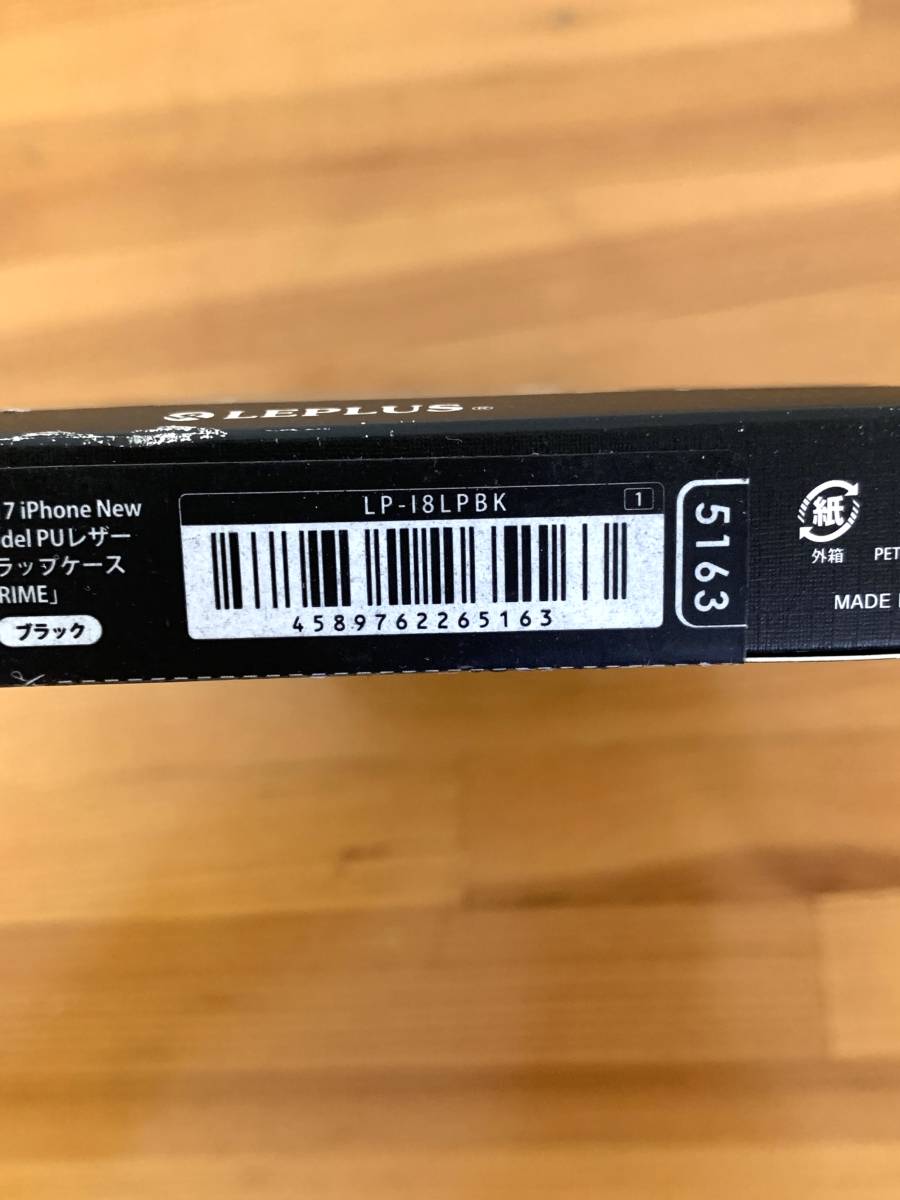 LEPLUS®
17 iPhone New
del PUレザー
ラップケース
RIME」
ブラック
LP-I8LPBK
1
4589762265163
5163
紙
外箱
PET
MADE